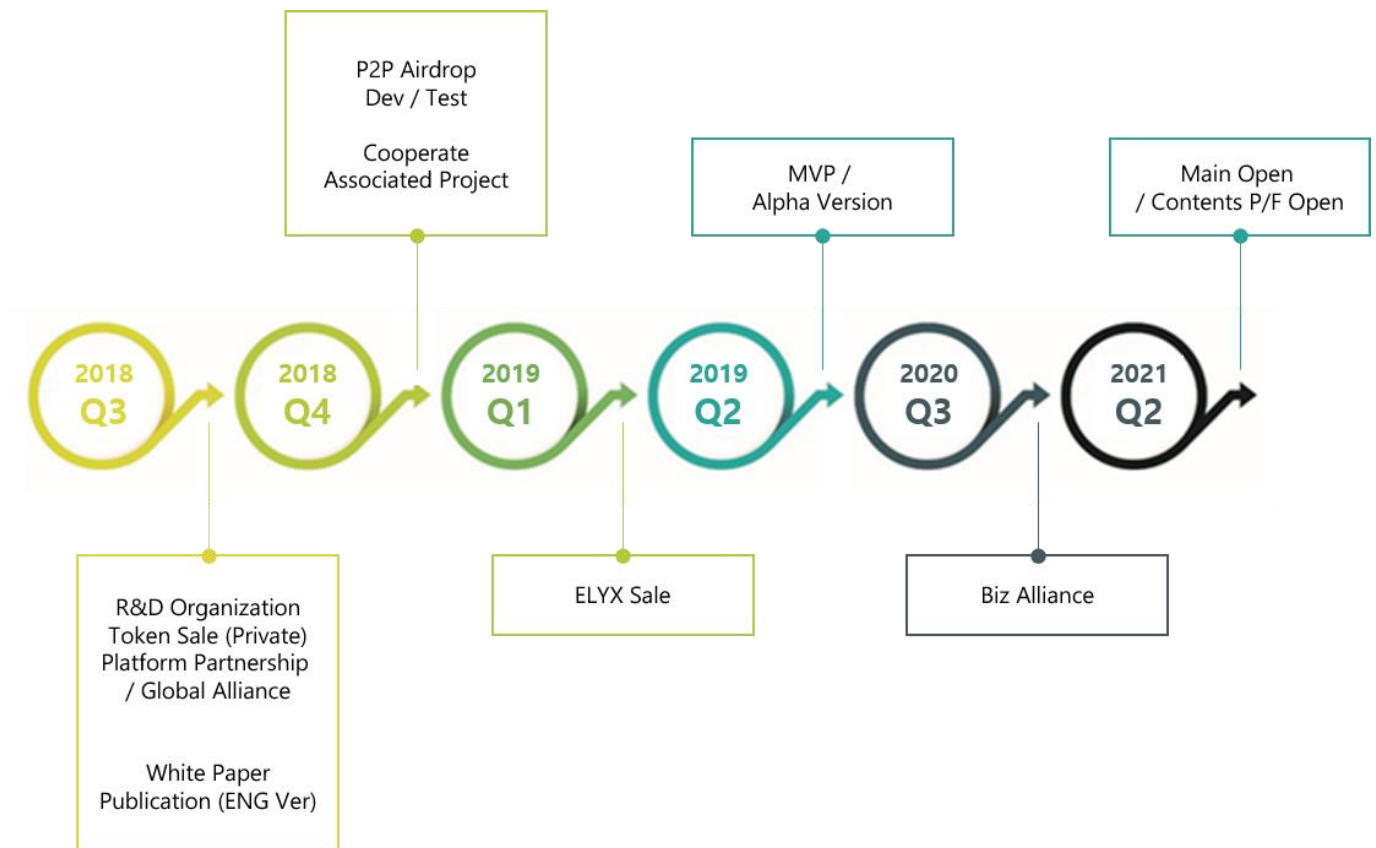 P2P Airdrop
Dev / Test
Cooperate
Associated Project
MVP /
Alpha Version
Main Open
/ Contents P/F Open
2018
Q3
2018
Q4
2019
Q1
2019
Q2
2020
Q3
2021
Q2
R&D Organization
Token Sale (Private)
Platform Partnership
/ Global Alliance
White Paper
Publication (ENG Ver)
ELYX Sale
Biz Alliance